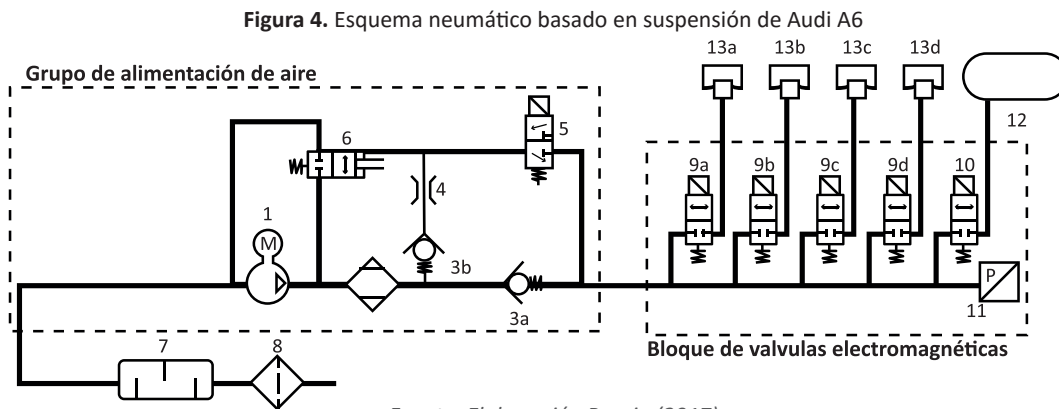 Figura 4. Esquema neumático basado en suspensión de Audi A6
13a 13b 13c 13d
Grupo de alimentación de aire
12
6
5
9a 9b 9c 9d 10
4
1
M
3b
3a
P
11
7
8
Bloque de valvulas electromagnéticas